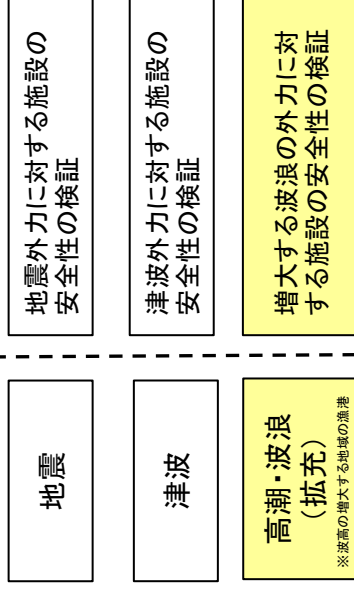 地震
地震外力に対する施設の
安全性の検証
津波
津波外力に対する施設の
安全性の検証
高潮・波浪
（拡充）
※波高の増大する地域の漁港
増大する波浪の外力に対
する施設の安全性の検証